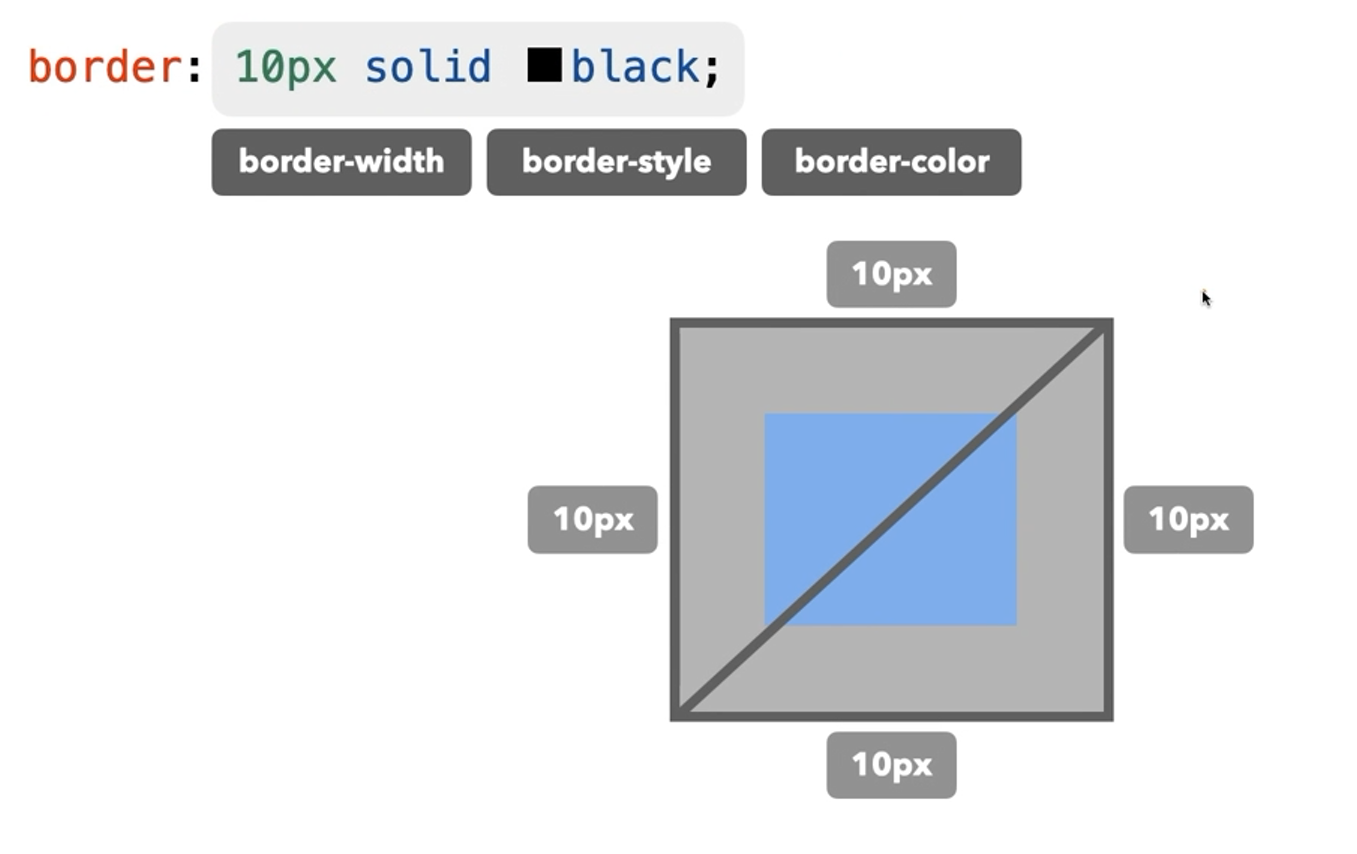 border: 10px solid black;
border-width border-style border-color
10px
10px 10px
10px